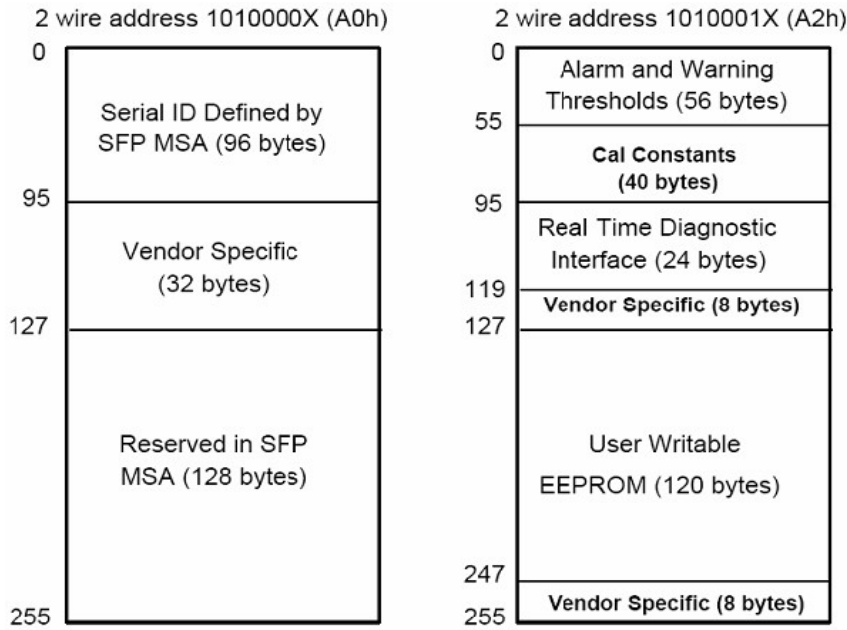 2 wire address 1010000X (A0h)
0
Serial ID Defined by
SFP MSA (96 bytes)
95
Vendor Specific
(32 bytes)
127
Reserved in SFP
MSA (128 bytes)
255
2 wire address 1010001X (A2h)
0
Alarm and Warning
Thresholds (56 bytes)
55
Cal Constants
(40 bytes)
95
Real Time Diagnostic
Interface (24 bytes)
119
Vendor Specific (8 bytes)
127
User Writable
EEPROM (120 bytes)
247
Vendor Specific (8 bytes)
255